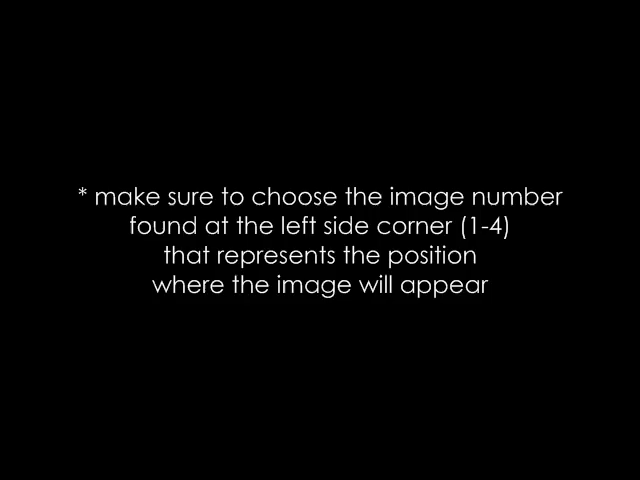 * make sure to choose the image number
found at the left side corner (1-4)
that represents the position
where the image will appear